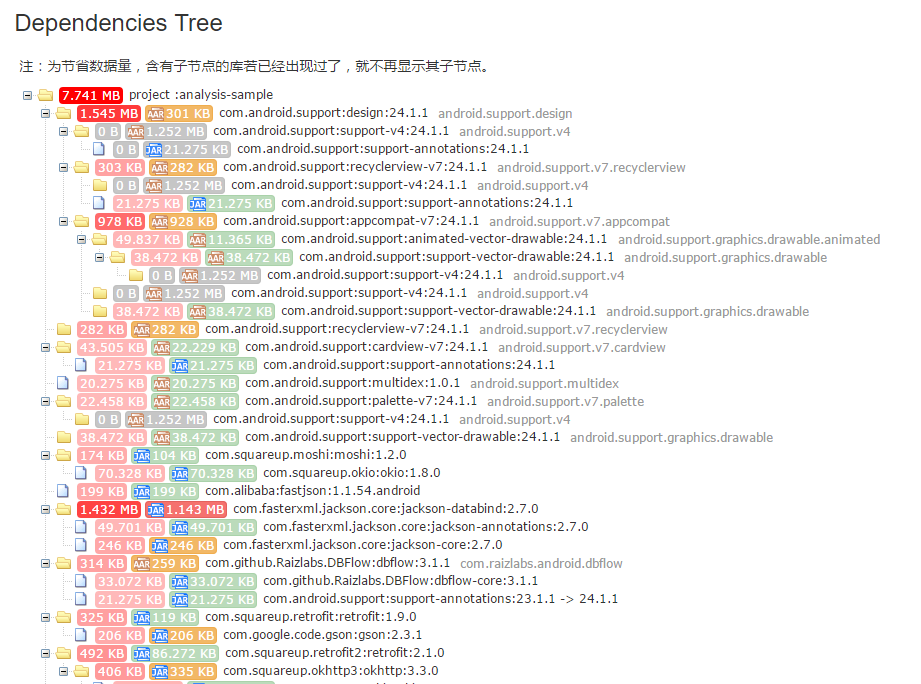 Dependencies Tree
注：为节省数据量，含有子节点的库若已经出现过了，就不再显示其子节点。
7.741 MB project :analysis-sample
1.545 MB AAR 301 KB com.android.support:design:24.1.1 android.support.design
0 B AAR 1.252 MB com.android.support:support-v4:24.1.1 android.support.v4
0 B JAR 21.275 KB com.android.support:support-annotations:24.1.1
303 KB AAR 282 KB com.android.support:recyclerview-v7:24.1.1 android.support.v7.recyclerview
0 B AAR 1.252 MB com.android.support:support-v4:24.1.1 android.support.v4
21.275 KB JAR 21.275 KB com.android.support:support-annotations:24.1.1
978 KB AAR 928 KB com.android.support:appcompat-v7:24.1.1 android.support.v7.appcompat
49.837 KB AAR 11.365 KB com.android.support:animated-vector-drawable:24.1.1 android.support.graphics.drawable.animated
38.472 KB AAR 38.472 KB com.android.support:support-vector-drawable:24.1.1 android.support.graphics.drawable
0 B AAR 1.252 MB com.android.support:support-v4:24.1.1 android.support.v4
0 B AAR 1.252 MB com.android.support:support-v4:24.1.1 android.support.v4
38.472 KB AAR 38.472 KB com.android.support:support-vector-drawable:24.1.1 android.support.graphics.drawable
282 KB AAR 282 KB com.android.support:recyclerview-v7:24.1.1 android.support.v7.recyclerview
43.505 KB AAR 22.229 KB com.android.support:cardview-v7:24.1.1 android.support.v7.cardview
21.275 KB JAR 21.275 KB com.android.support:support-annotations:24.1.1
20.275 KB AAR 20.275 KB com.android.support:multidex:1.0.1 android.support.multidex
22.458 KB AAR 22.458 KB com.android.support:palette-v7:24.1.1 android.support.v7.palette
0 B AAR 1.252 MB com.android.support:support-v4:24.1.1 android.support.v4
38.472 KB AAR 38.472 KB com.android.support:support-vector-drawable:24.1.1 android.support.graphics.drawable
174 KB JAR 104 KB com.squareup.moshi:moshi:1.2.0
70.328 KB JAR 70.328 KB com.squareup.okio:okio:1.8.0
199 KB JAR 199 KB com.alibaba:fastjson:1.1.54.android
1.432 MB JAR 1.143 MB com.fasterxml.jackson.core:jackson-databind:2.7.0
49.701 KB JAR 49.701 KB com.fasterxml.jackson.core:jackson-annotations:2.7.0
246 KB JAR 246 KB com.fasterxml.jackson.core:jackson-core:2.7.0
314 KB AAR 259 KB com.github.Raizlabs.DBFlow:dbflow:3.1.1 com.raizlabs.android.dbflow
33.072 KB JAR 33.072 KB com.github.Raizlabs.DBFlow:dbflow-core:3.1.1
21.275 KB JAR 21.275 KB com.android.support:support-annotations:23.1.1 -> 24.1.1
325 KB JAR 119 KB com.squareup.retrofit:retrofit:1.9.0
206 KB JAR 206 KB com.google.code.gson:gson:2.3.1
492 KB JAR 86.272 KB com.squareup.retrofit2:retrofit:2.1.0
406 KB JAR 335 KB com.squareup.okhttp3:okhttp:3.3.0